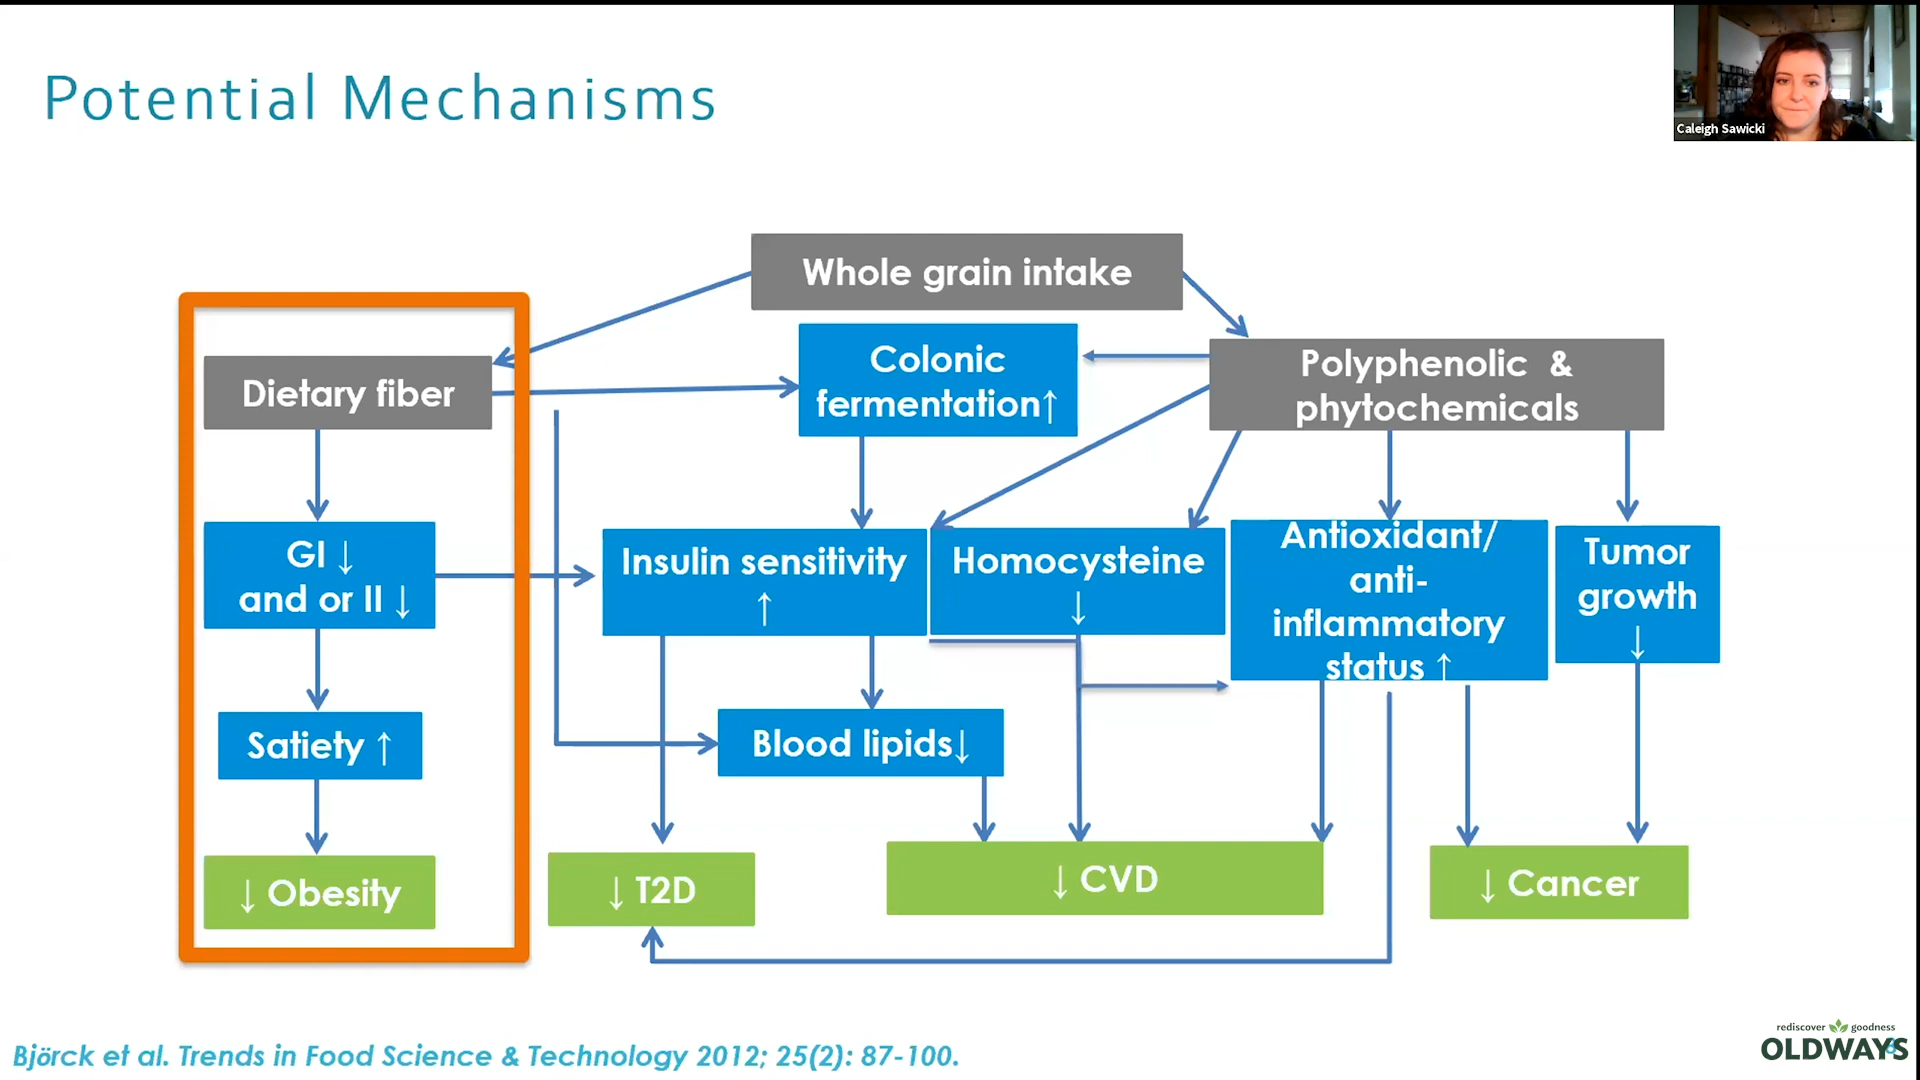 Potential Mechanisms
Caleigh Sawicki
Whole grain intake
Dietary fiber
Colonic
fermentation↑
Polyphenolic &
phytochemicals
GI ↓
and or II ↓
Insulin sensitivity
↑
Homocysteine
↓
Antioxidant/
anti-
inflammatory
status ↑
Tumor
growth
↓
Satiety ↑
Blood lipids↓
↓ Obesity
↓ T2D
↓ CVD
↓ Cancer
Björck et al. Trends in Food Science & Technology 2012; 25(2): 87-100.
rediscover goodness
OLDWAYS